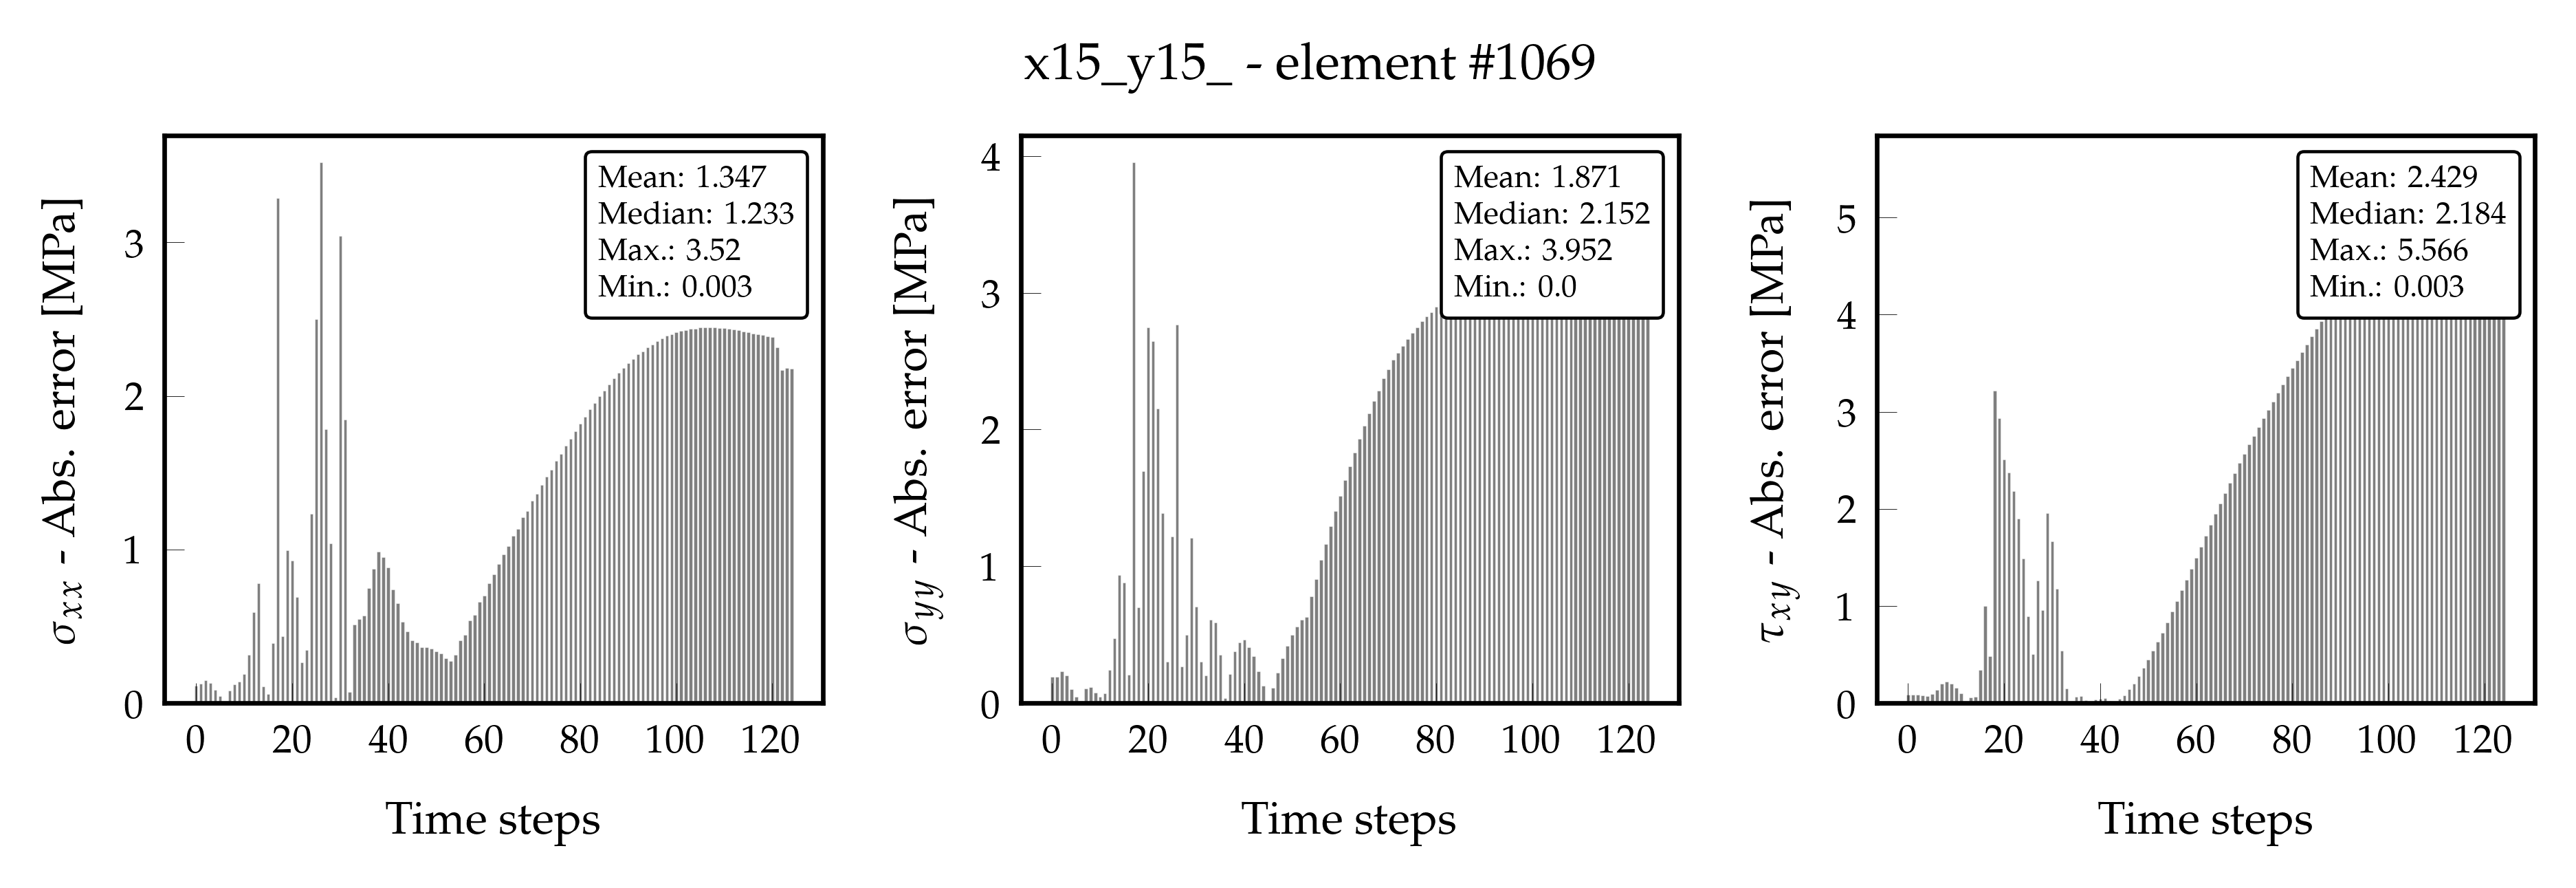 x15_y15_ - element #1069
σxx - Abs. error [MPa]
3
2
1
0
Mean: 1.347
Median: 1.233
Max.: 3.52
Min.: 0.003
0 20 40 60 80 100 120
Time steps
σyy - Abs. error [MPa]
4
3
2
1
0
Mean: 1.871
Median: 2.152
Max.: 3.952
Min.: 0.0
0 20 40 60 80 100 120
Time steps
τxy - Abs. error [MPa]
5
4
3
2
1
0
Mean: 2.429
Median: 2.184
Max.: 5.566
Min.: 0.003
0 20 40 60 80 100 120
Time steps